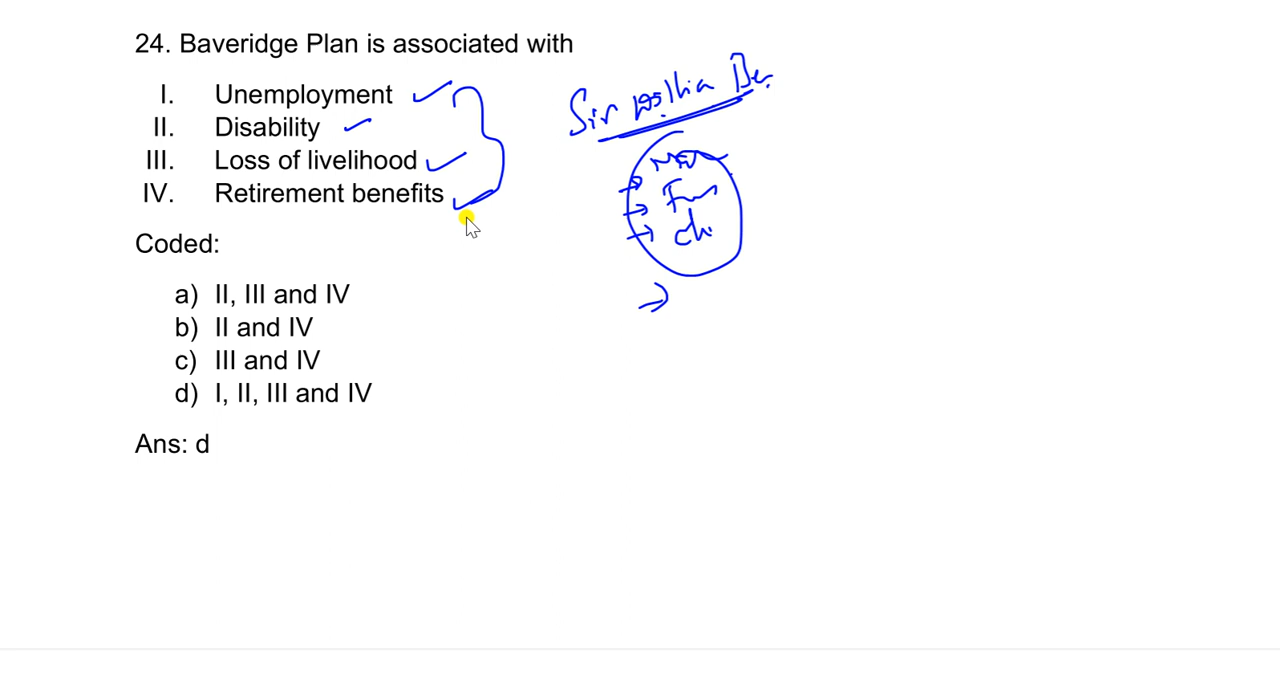 24. Baveridge Plan is associated with
I. Unemployment
II. Disability
III. Loss of livelihood
IV. Retirement benefits
Sir
Coded:
a) II, III and IV
b) II and IV
c) III and IV
d) I, II, III and IV
Ans: d